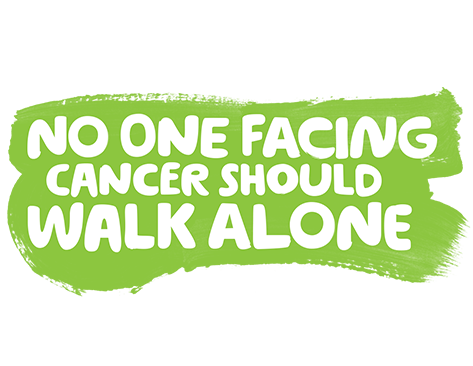 NO ONE FACING
CANCER SHOULD
WALK ALONE